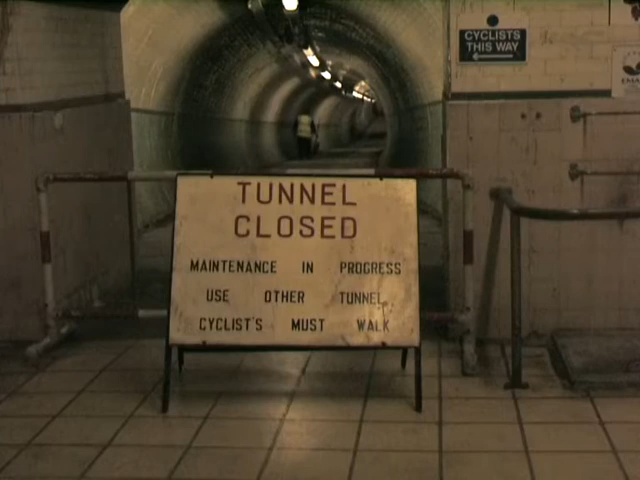 CYCLISTS
THIS WAY
TUNNEL
CLOSED
MAINTENANCE IN PROGRESS
USE OTHER TUNNEL
CYCLIST'S MUST WALK